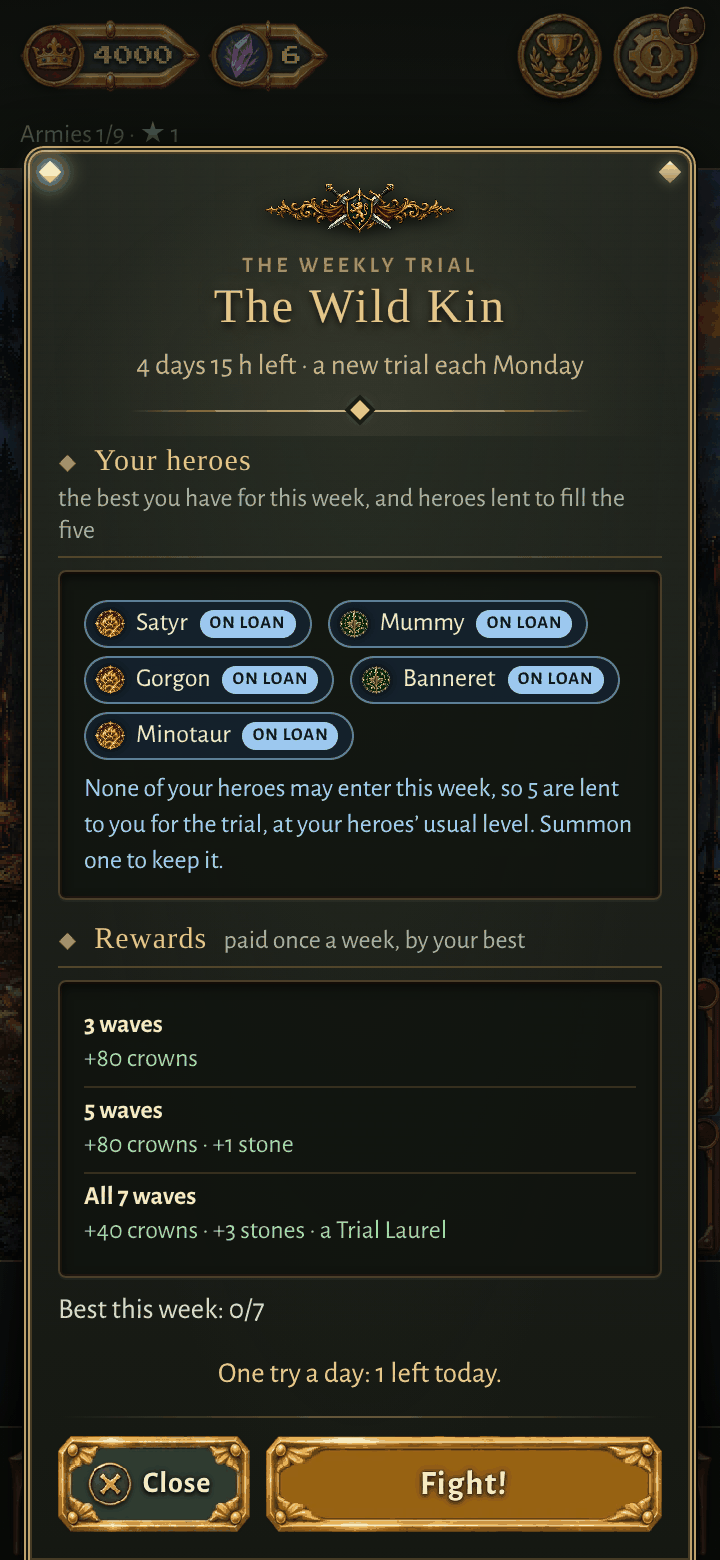 4000
6
Armies 1/9 · ★ 1
THE WEEKLY TRIAL
The Wild Kin
4 days 15 h left · a new trial each Monday
Your heroes
the best you have for this week, and heroes lent to fill the
five
Satyr ON LOAN
Mummy ON LOAN
Gorgon ON LOAN
Banneret ON LOAN
Minotaur ON LOAN
None of your heroes may enter this week, so 5 are lent
to you for the trial, at your heroes’ usual level. Summon
one to keep it.
Rewards paid once a week, by your best
3 waves
+80 crowns
5 waves
+80 crowns · +1 stone
All 7 waves
+40 crowns · +3 stones · a Trial Laurel
Best this week: 0/7
One try a day: 1 left today.
Close
Fight!